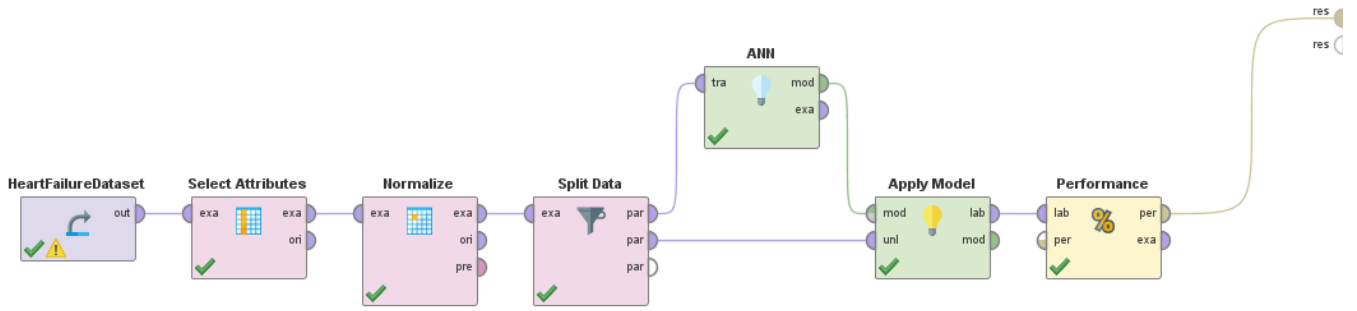 res
res
ANN
tra mod
exa
HeartFailureDataset Select Attributes Normalize Split Data Apply Model Performance
out exa exa exa exa exa par mod lab lab per
ori ori par unl mod per exa
pre par
%